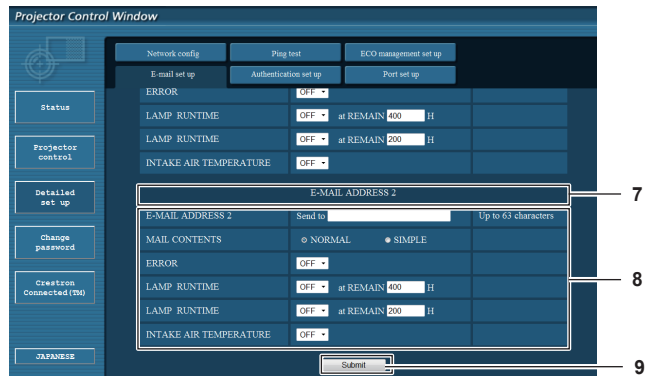 Projector Control Window
Network config Ping test ECO management set up
E-mail set up Authentication set up Port set up
Status
Projector control
Detailed set up
Change password
Crestron Connected(TM)
JAPANESE
ERROR OFF
LAMP RUNTIME OFF at REMAIN 400 H
LAMP RUNTIME OFF at REMAIN 200 H
INTAKE AIR TEMPERATURE OFF
E-MAIL ADDRESS 2 7
E-MAIL ADDRESS 2 Send to Up to 63 characters
MAIL CONTENTS NORMAL SIMPLE
ERROR OFF
8
LAMP RUNTIME OFF at REMAIN 400 H
LAMP RUNTIME OFF at REMAIN 200 H
INTAKE AIR TEMPERATURE OFF
Submit 9